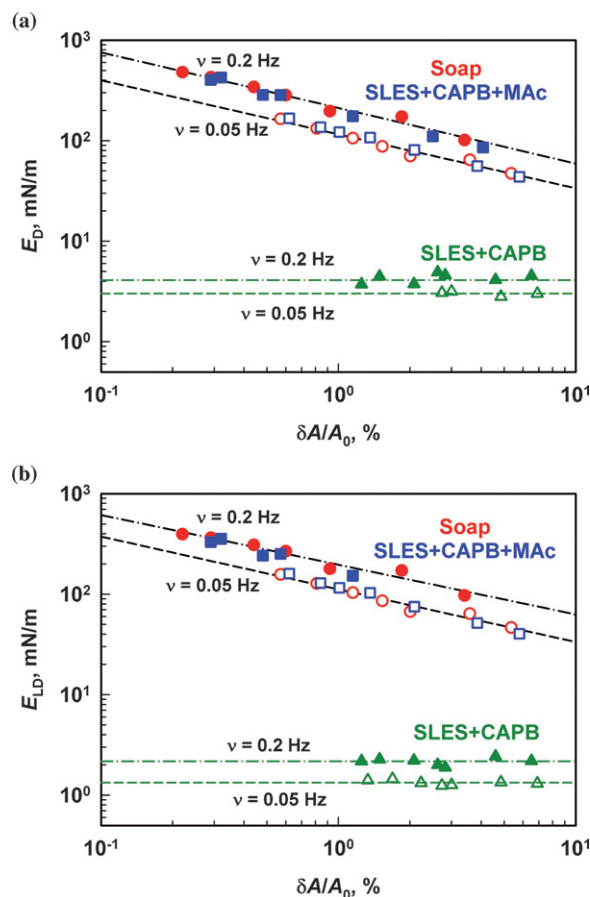 (a)
10³
ν = 0.2 Hz
Soap
SLES+CAPB+MAc
10²
ν = 0.05 Hz
E_D, mN/m
SLES+CAPB
10¹
ν = 0.2 Hz
ν = 0.05 Hz
10⁰
10⁻¹ 10⁰ 10¹
δA/A₀, %
(b)
10³
ν = 0.2 Hz
Soap
SLES+CAPB+MAc
10²
ν = 0.05 Hz
E_LD, mN/m
10¹
SLES+CAPB
ν = 0.2 Hz
10⁰
ν = 0.05 Hz
10⁻¹ 10⁰ 10¹
δA/A₀, %